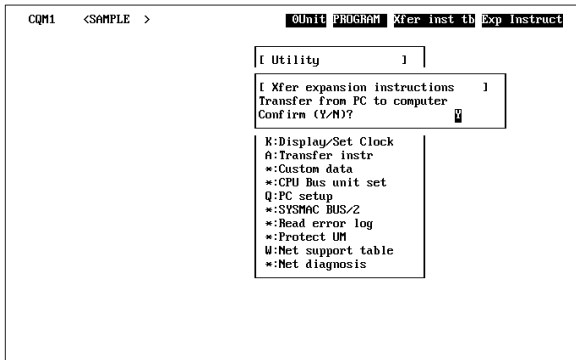 CQM1 <SAMPLE > 0Unit PROGRAM Xfer inst tb Exp Instruct
[ Utility ]
[ Xfer expansion instructions ]
Transfer from PC to computer
Confirm (Y/N)? Y
K:Display/Set Clock
A:Transfer instr
*:Custom data
*:CPU Bus unit set
Q:PC setup
*:SYSMAC BUS/2
*:Read error log
*:Protect UM
W:Net support table
*:Net diagnosis